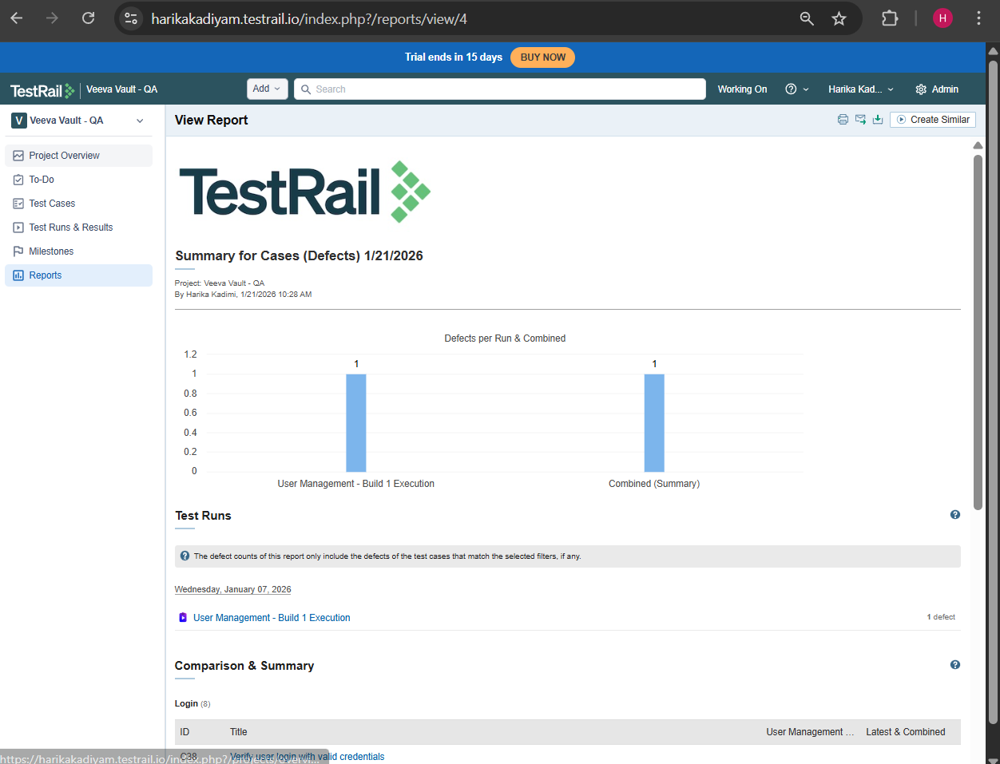 harikakadiyam.testrail.io/index.php?/reports/view/4
H
Trial ends in 15 days
BUY NOW
TestRail
Veeva Vault - QA
Add
Search
Working On
Harika Kad...
Admin
V
Veeva Vault - QA
View Report
Create Similar
Project Overview
To-Do
Test Cases
Test Runs & Results
Milestones
Reports
TestRail
Summary for Cases (Defects) 1/21/2026
Project: Veeva Vault - QA
By Harika Kadimi, 1/21/2026 10:28 AM
Defects per Run & Combined
1.2
1
0.8
0.6
0.4
0.2
0
1
1
User Management - Build 1 Execution
Combined (Summary)
Test Runs
The defect counts of this report only include the defects of the test cases that match the selected filters, if any.
Wednesday, January 07, 2026
User Management - Build 1 Execution
1 defect
Comparison & Summary
Login (8)
ID Title User Management ... Latest & Combined
C38 Verify user login with valid credentials
https://harikakadiyam.testrail.io/index.php?/projects/overvi...